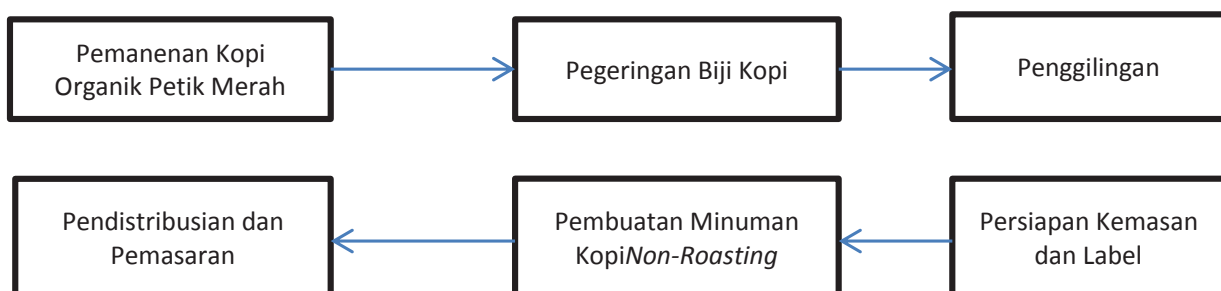 Pemanenan Kopi
Organik Petik Merah
Pegeringan Biji Kopi
Penggilingan
Persiapan Kemasan
dan Label
Pembuatan Minuman
KopiNon-Roasting
Pendistribusian dan
Pemasaran